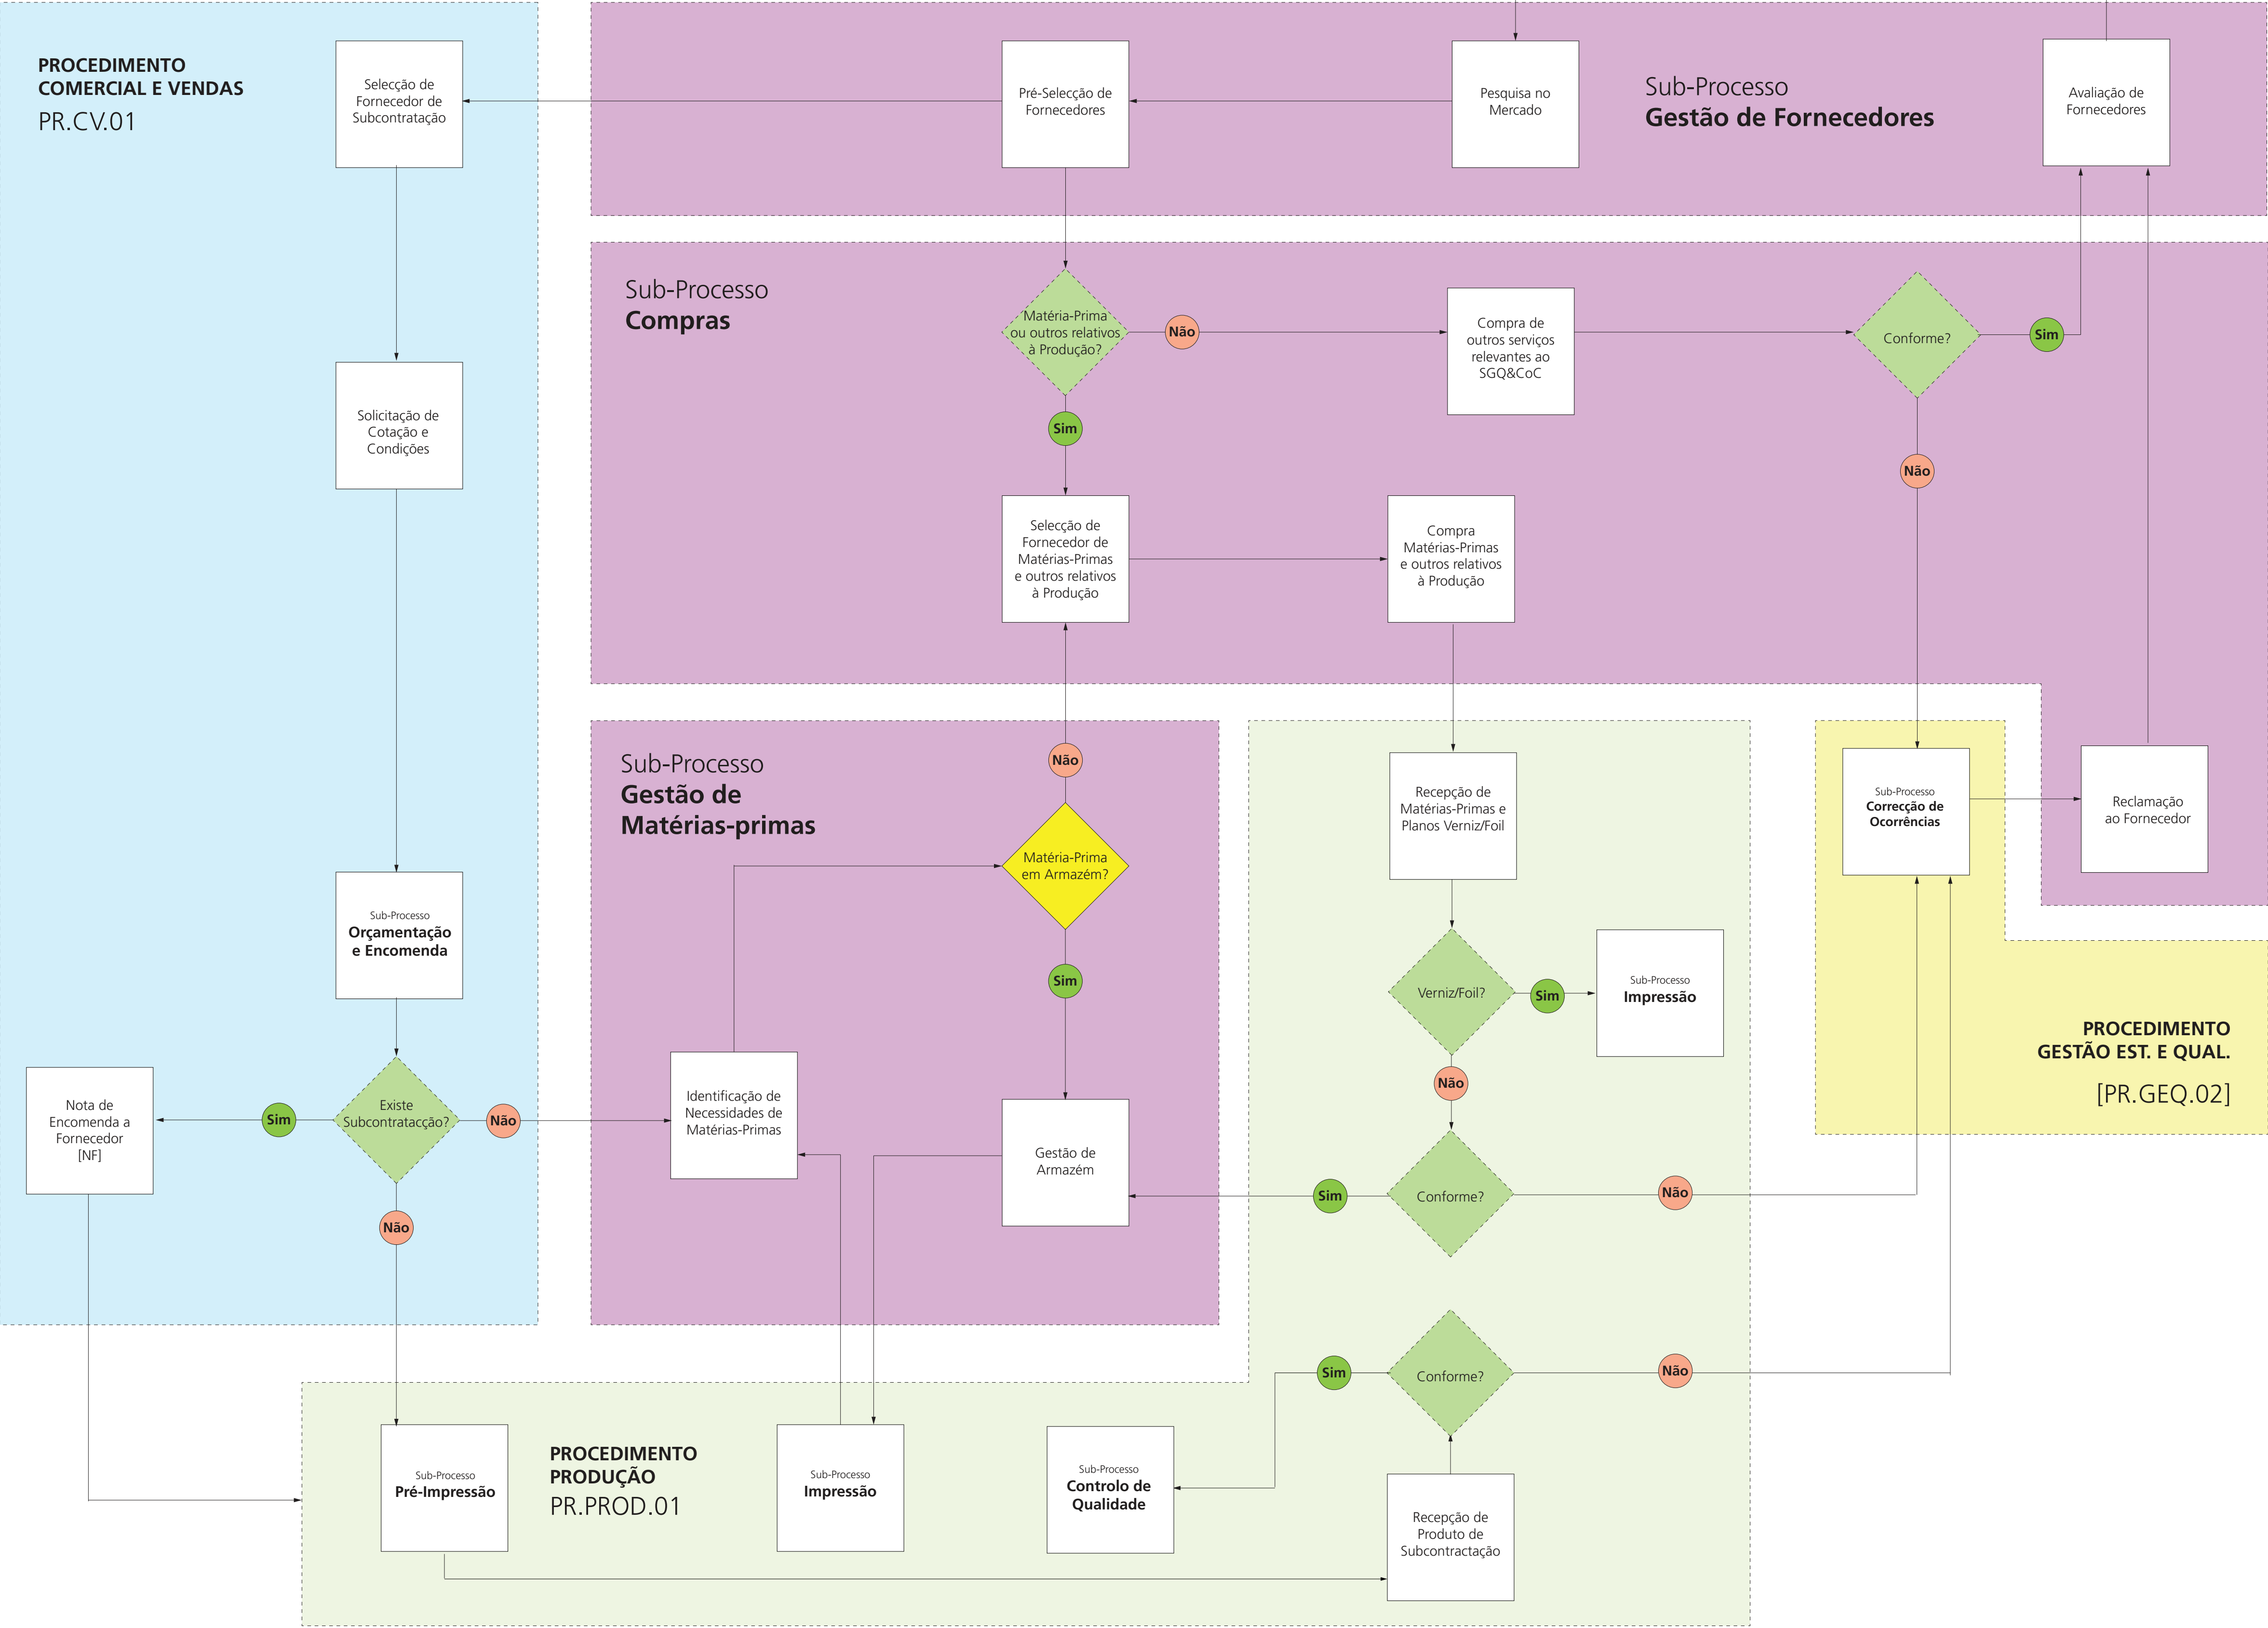 PROCEDIMENTO
COMERCIAL E VENDAS
PR.CV.01
Selecção de
Fornecedor de
Subcontratação
Pré-Selecção de
Fornecedores
Pesquisa no
Mercado
Sub-Processo
Gestão de Fornecedores
Avaliação de
Fornecedores
Sub-Processo
Compras
Matéria-Prima
ou outros relativos
à Produção?
Não
Compra de
outros serviços
relevantes ao
SGQ&CoC
Conforme?
Sim
Solicitação de
Cotação e
Condições
Sim
Não
Selecção de
Fornecedor de
Matérias-Primas
e outros relativos
à Produção
Compra
Matérias-Primas
e outros relativos
à Produção
Sub-Processo
Gestão de
Matérias-primas
Não
Matéria-Prima
em Armazém?
Sim
Recepção de
Matérias-Primas e
Planos Verniz/Foil
Sub-Processo
Correcção de
Ocorrências
Reclamação
ao Fornecedor
Sub-Processo
Orçamentação
e Encomenda
Verniz/Foil?
Sim
Sub-Processo
Impressão
Não
PROCEDIMENTO
GESTÃO EST. E QUAL.
[PR.GEQ.02]
Nota de
Encomenda a
Fornecedor
[NF]
Sim
Existe
Subcontratacção?
Não
Identificação de
Necessidades de
Matérias-Primas
Gestão de
Armazém
Sim
Conforme?
Não
Não
Sim
Conforme?
Não
Sub-Processo
Pré-Impressão
PROCEDIMENTO
PRODUÇÃO
PR.PROD.01
Sub-Processo
Impressão
Sub-Processo
Controlo de
Qualidade
Recepção de
Produto de
Subcontractação